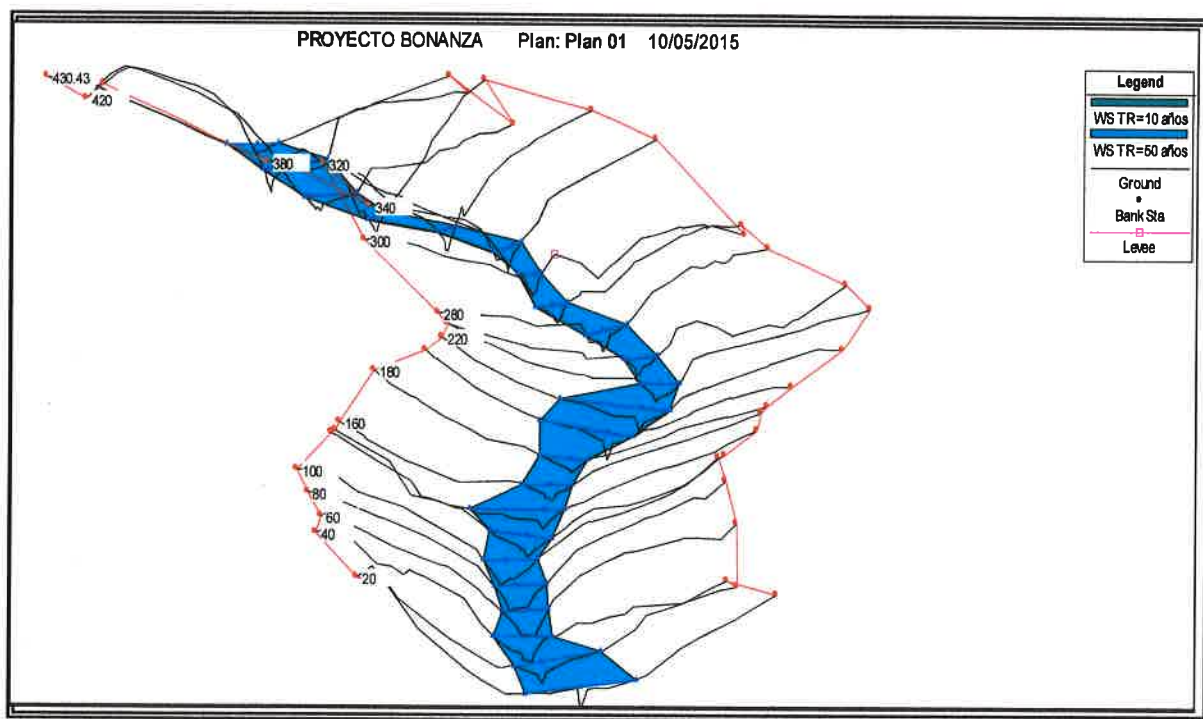 PROYECTO BONANZA Plan: Plan 01 10/05/2015
Legend
WS TR=10 años
WS TR=50 años
Ground
Bank Sta
Levee
430.43
420
380
320
340
300
280
220
180
160
100
80
60
40
20